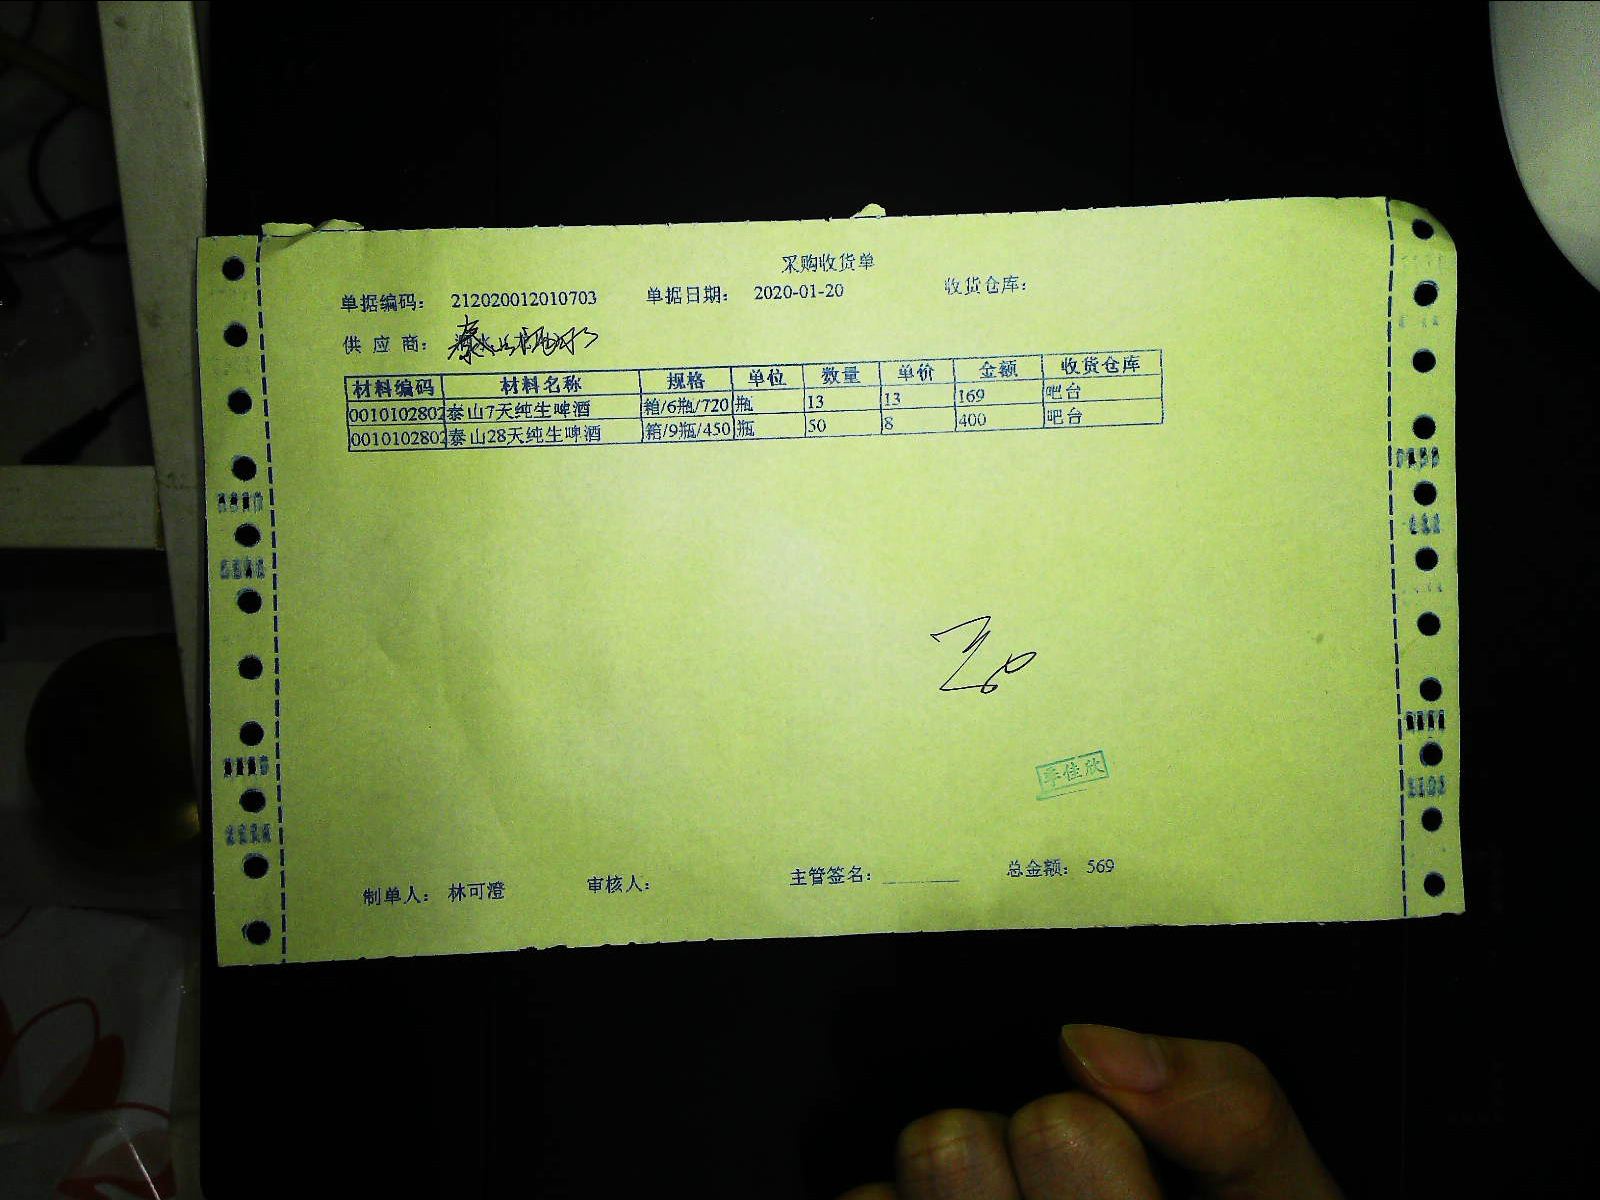 采购收货单
单据编码： 212020012010703 单据日期： 2020-01-20 收货仓库：
供 应 商：
材料编码 材料名称 规格 单位 数量 单价 金额 收货仓库
0010102802 泰山7天纯生啤酒 箱/6瓶/720 瓶 13 13 169 吧台
0010102802 泰山28天纯生啤酒 箱/9瓶/450 瓶 50 8 400 吧台
李佳欣
制单人： 林可澄 审核人： 主管签名： ________ 总金额： 569